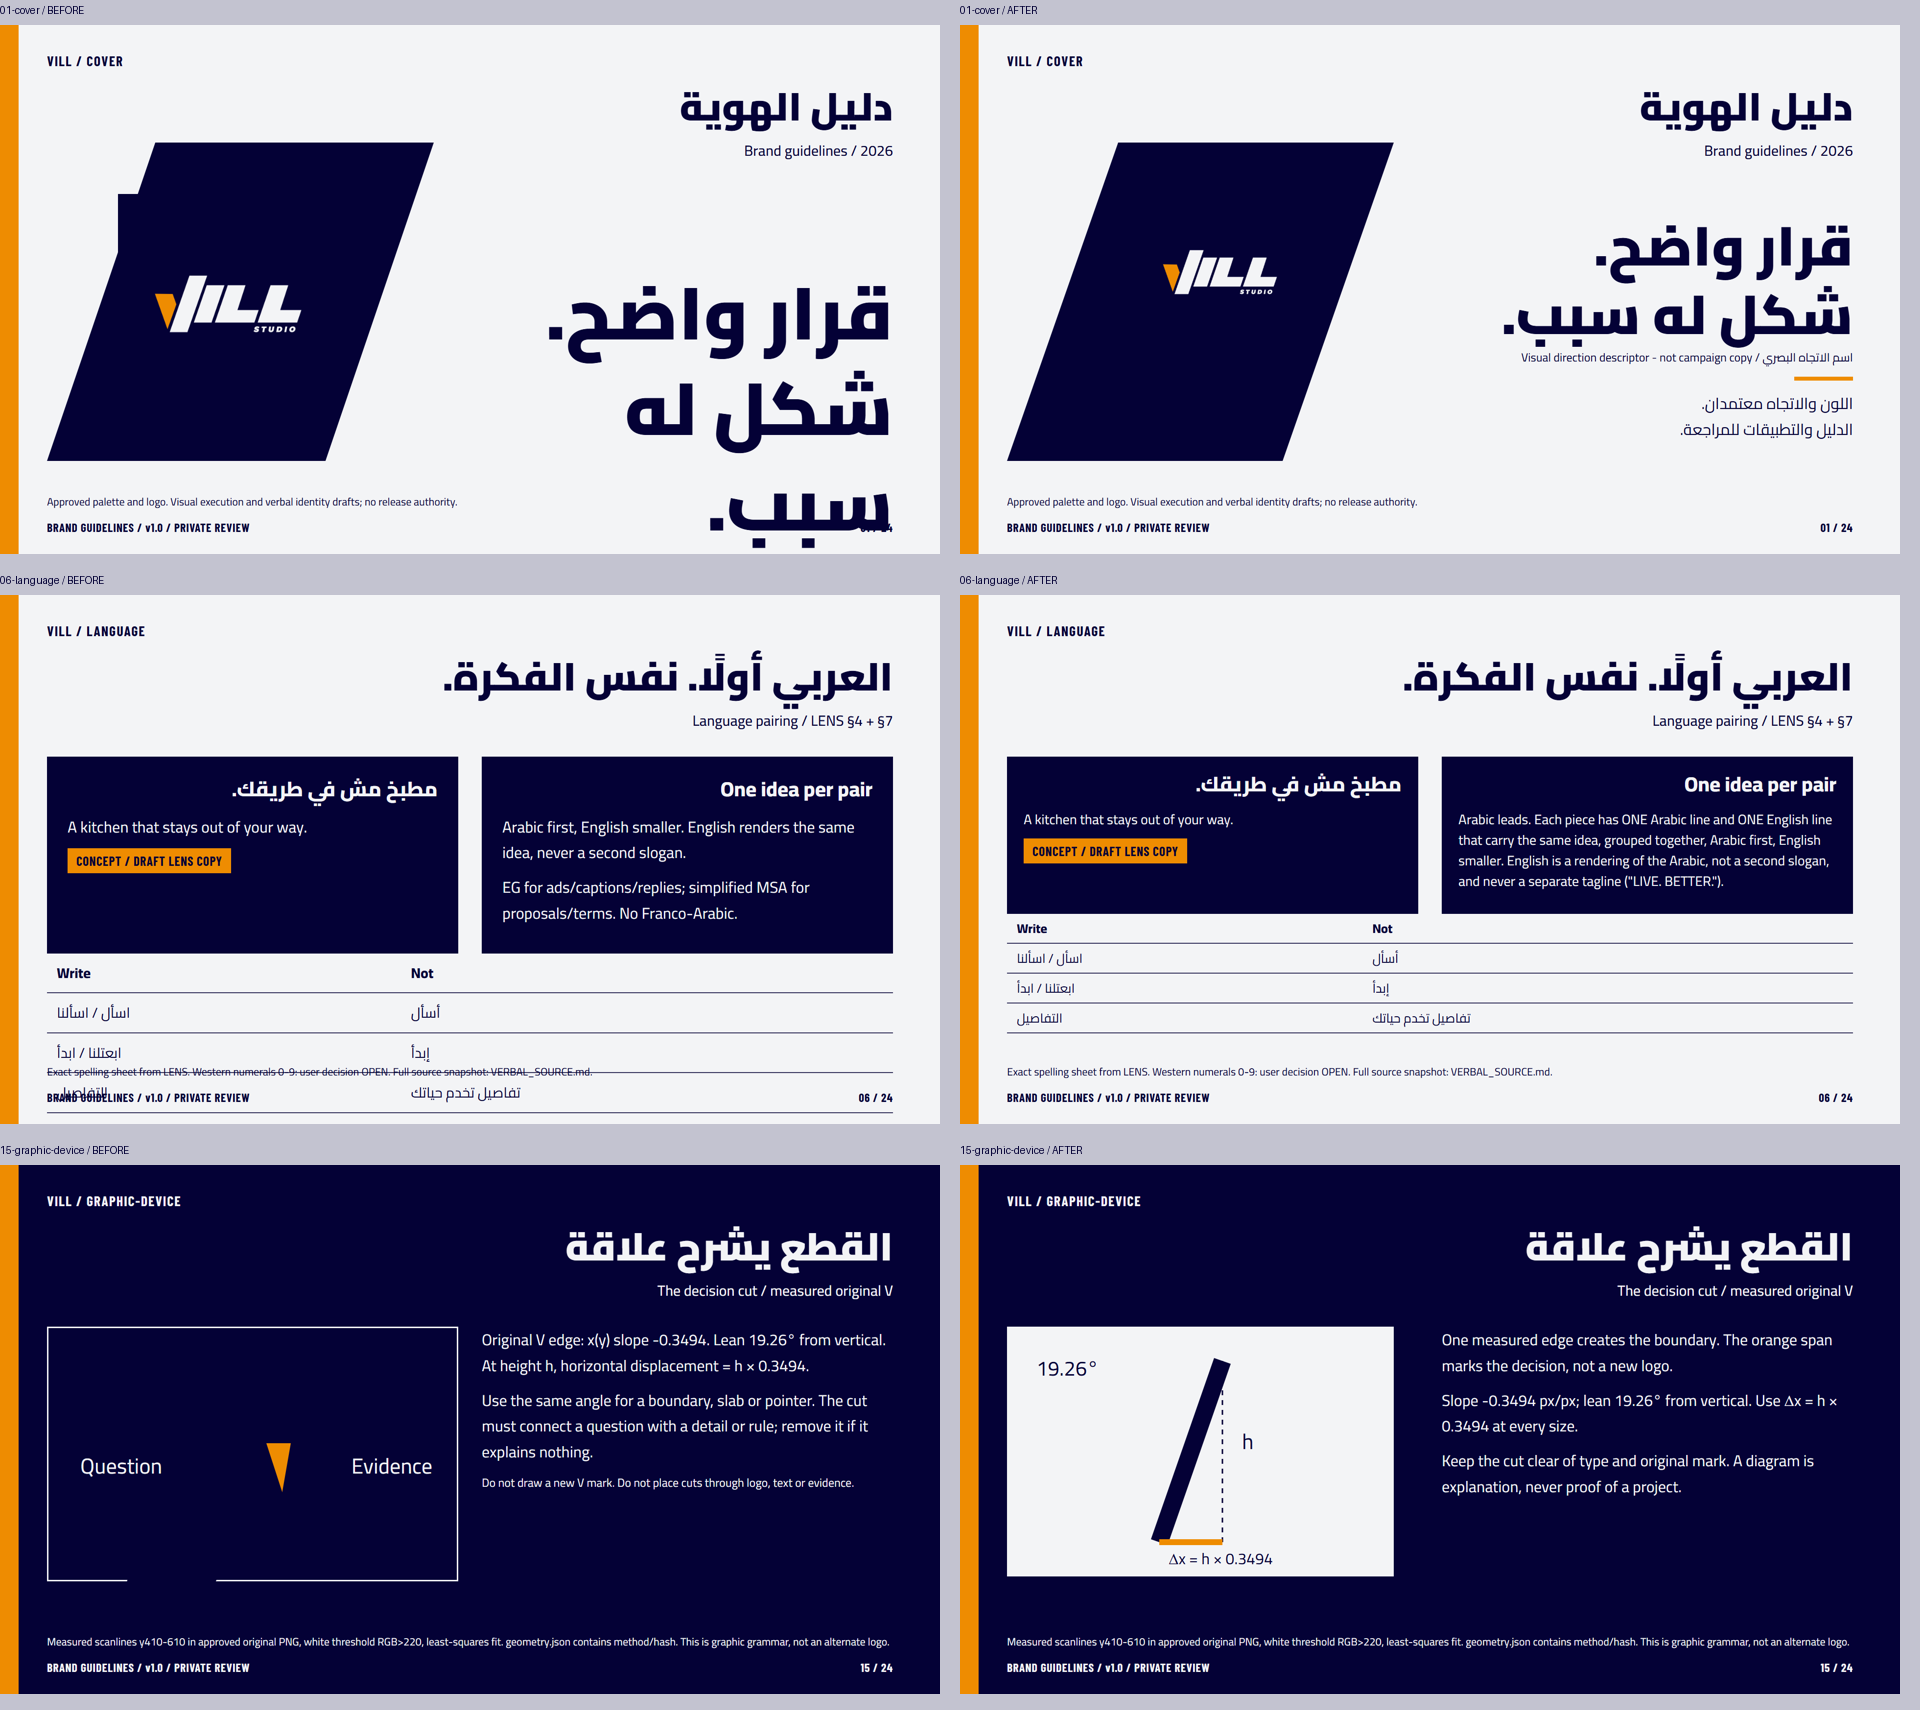 01-cover / BEFORE
VILL / COVER
دليل الهوية
Brand guidelines / 2026
VILL
STUDIO
قرار واضح.
شكل له
سبب.
Approved palette and logo. Visual execution and verbal identity drafts; no release authority.
BRAND GUIDELINES / v1.0 / PRIVATE REVIEW
01-cover / AFTER
VILL / COVER
دليل الهوية
Brand guidelines / 2026
VILL
STUDIO
قرار واضح.
شكل له سبب.
Visual direction descriptor - not campaign copy / اسم الاتجاه البصري
اللون والاتجاه معتمدان.
الدليل والتطبيقات للمراجعة.
Approved palette and logo. Visual execution and verbal identity drafts; no release authority.
BRAND GUIDELINES / v1.0 / PRIVATE REVIEW
01 / 24
06-language / BEFORE
VILL / LANGUAGE
العربي أولًا. نفس الفكرة.
Language pairing / LENS §4 + §7
مطبخ مش في طريقك.
A kitchen that stays out of your way.
CONCEPT / DRAFT LENS COPY
One idea per pair
Arabic first, English smaller. English renders the same
idea, never a second slogan.
EG for ads/captions/replies; simplified MSA for
proposals/terms. No Franco-Arabic.
Write Not
اسأل / اسألنا أسأل
ابعتلنا / ابدأ إبدأ
Exact spelling sheet from LENS. Western numerals 0-9: user decision OPEN. Full source snapshot: VERBAL_SOURCE.md.
التفاصيل تفاصيل تخدم حياتك
BRAND GUIDELINES / v1.0 / PRIVATE REVIEW
06 / 24
06-language / AFTER
VILL / LANGUAGE
العربي أولًا. نفس الفكرة.
Language pairing / LENS §4 + §7
مطبخ مش في طريقك.
A kitchen that stays out of your way.
CONCEPT / DRAFT LENS COPY
One idea per pair
Arabic leads. Each piece has ONE Arabic line and ONE English line
that carry the same idea, grouped together, Arabic first, English
smaller. English is a rendering of the Arabic, not a second slogan,
and never a separate tagline ("LIVE. BETTER.").
Write Not
اسأل / اسألنا أسأل
ابعتلنا / ابدأ إبدأ
التفاصيل تفاصيل تخدم حياتك
Exact spelling sheet from LENS. Western numerals 0-9: user decision OPEN. Full source snapshot: VERBAL_SOURCE.md.
BRAND GUIDELINES / v1.0 / PRIVATE REVIEW
06 / 24
15-graphic-device / BEFORE
VILL / GRAPHIC-DEVICE
القطع يشرح علاقة
The decision cut / measured original V
Question
Evidence
Original V edge: x(y) slope -0.3494. Lean 19.26° from vertical.
At height h, horizontal displacement = h × 0.3494.
Use the same angle for a boundary, slab or pointer. The cut
must connect a question with a detail or rule; remove it if it
explains nothing.
Do not draw a new V mark. Do not place cuts through logo, text or evidence.
Measured scanlines y410-610 in approved original PNG, white threshold RGB>220, least-squares fit. geometry.json contains method/hash. This is graphic grammar, not an alternate logo.
BRAND GUIDELINES / v1.0 / PRIVATE REVIEW
15 / 24
15-graphic-device / AFTER
VILL / GRAPHIC-DEVICE
القطع يشرح علاقة
The decision cut / measured original V
19.26°
h
Δx = h × 0.3494
One measured edge creates the boundary. The orange span
marks the decision, not a new logo.
Slope -0.3494 px/px; lean 19.26° from vertical. Use Δx = h ×
0.3494 at every size.
Keep the cut clear of type and original mark. A diagram is
explanation, never proof of a project.
Measured scanlines y410-610 in approved original PNG, white threshold RGB>220, least-squares fit. geometry.json contains method/hash. This is graphic grammar, not an alternate logo.
BRAND GUIDELINES / v1.0 / PRIVATE REVIEW
15 / 24